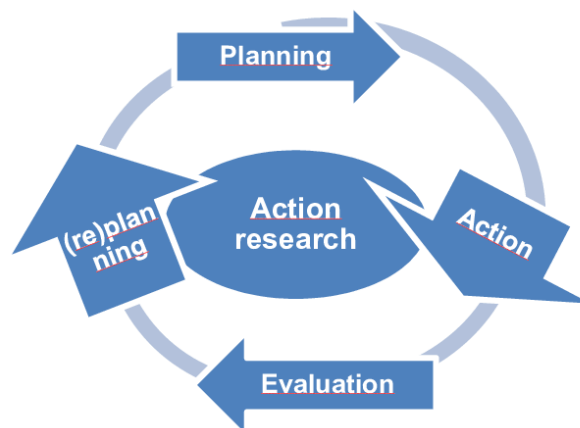 Planning
Action
research
Action
(re)plan
ning
Evaluation